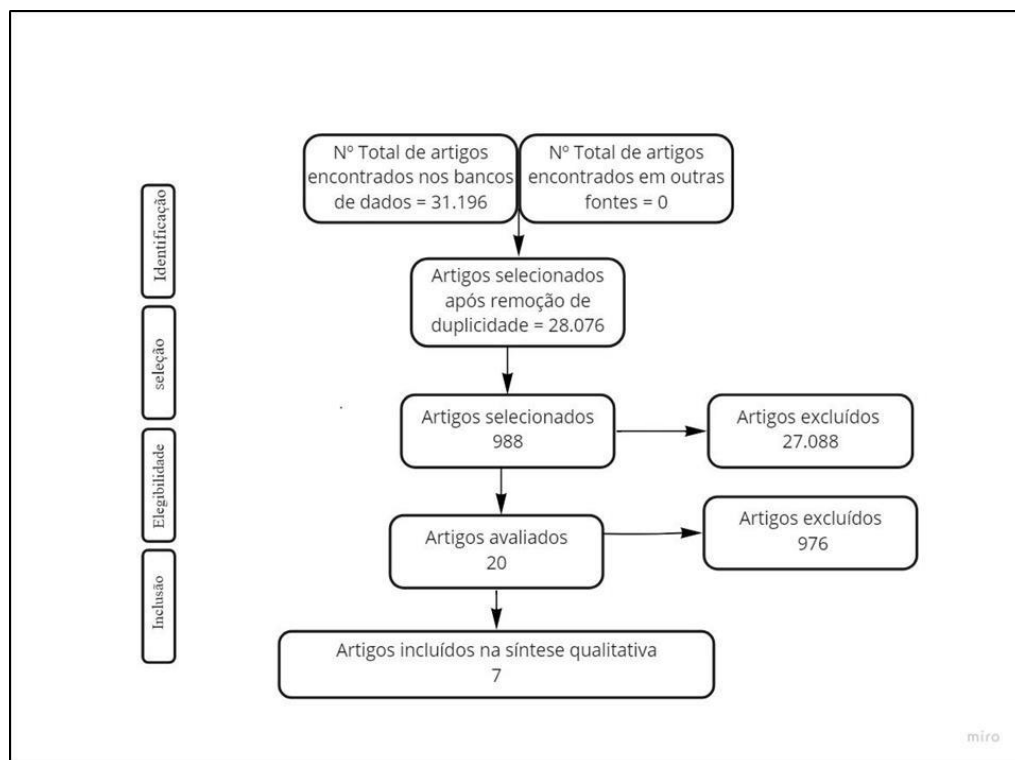 Nº Total de artigos
encontrados nos bancos
de dados = 31.196
Nº Total de artigos
encontrados em outras
fontes = 0
Identificação
Artigos selecionados
após remoção de
duplicidade = 28.076
seleção
Artigos selecionados
988
Artigos excluídos
27.088
Elegibilidade
Artigos avaliados
20
Artigos excluídos
976
Inclusão
Artigos incluídos na síntese qualitativa
7
miro